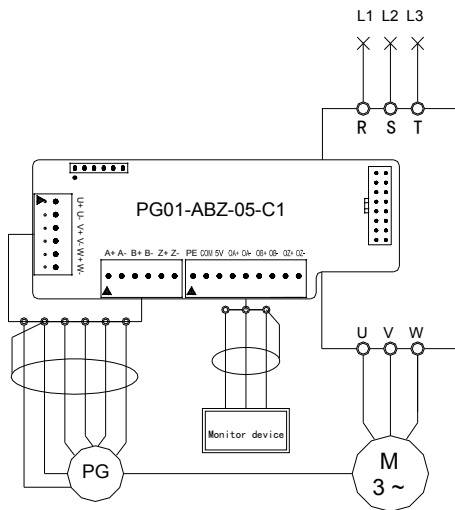 L1 L2 L3
R S T
PG01-ABZ-05-C1
U+
U-
V+
V-
W+
W-
A+ A- B+ B- Z+ Z-
PE COM 5V OA+ OA- OB+ OB- OZ+ OZ-
U V W
Monitor device
PG
M
3 ~